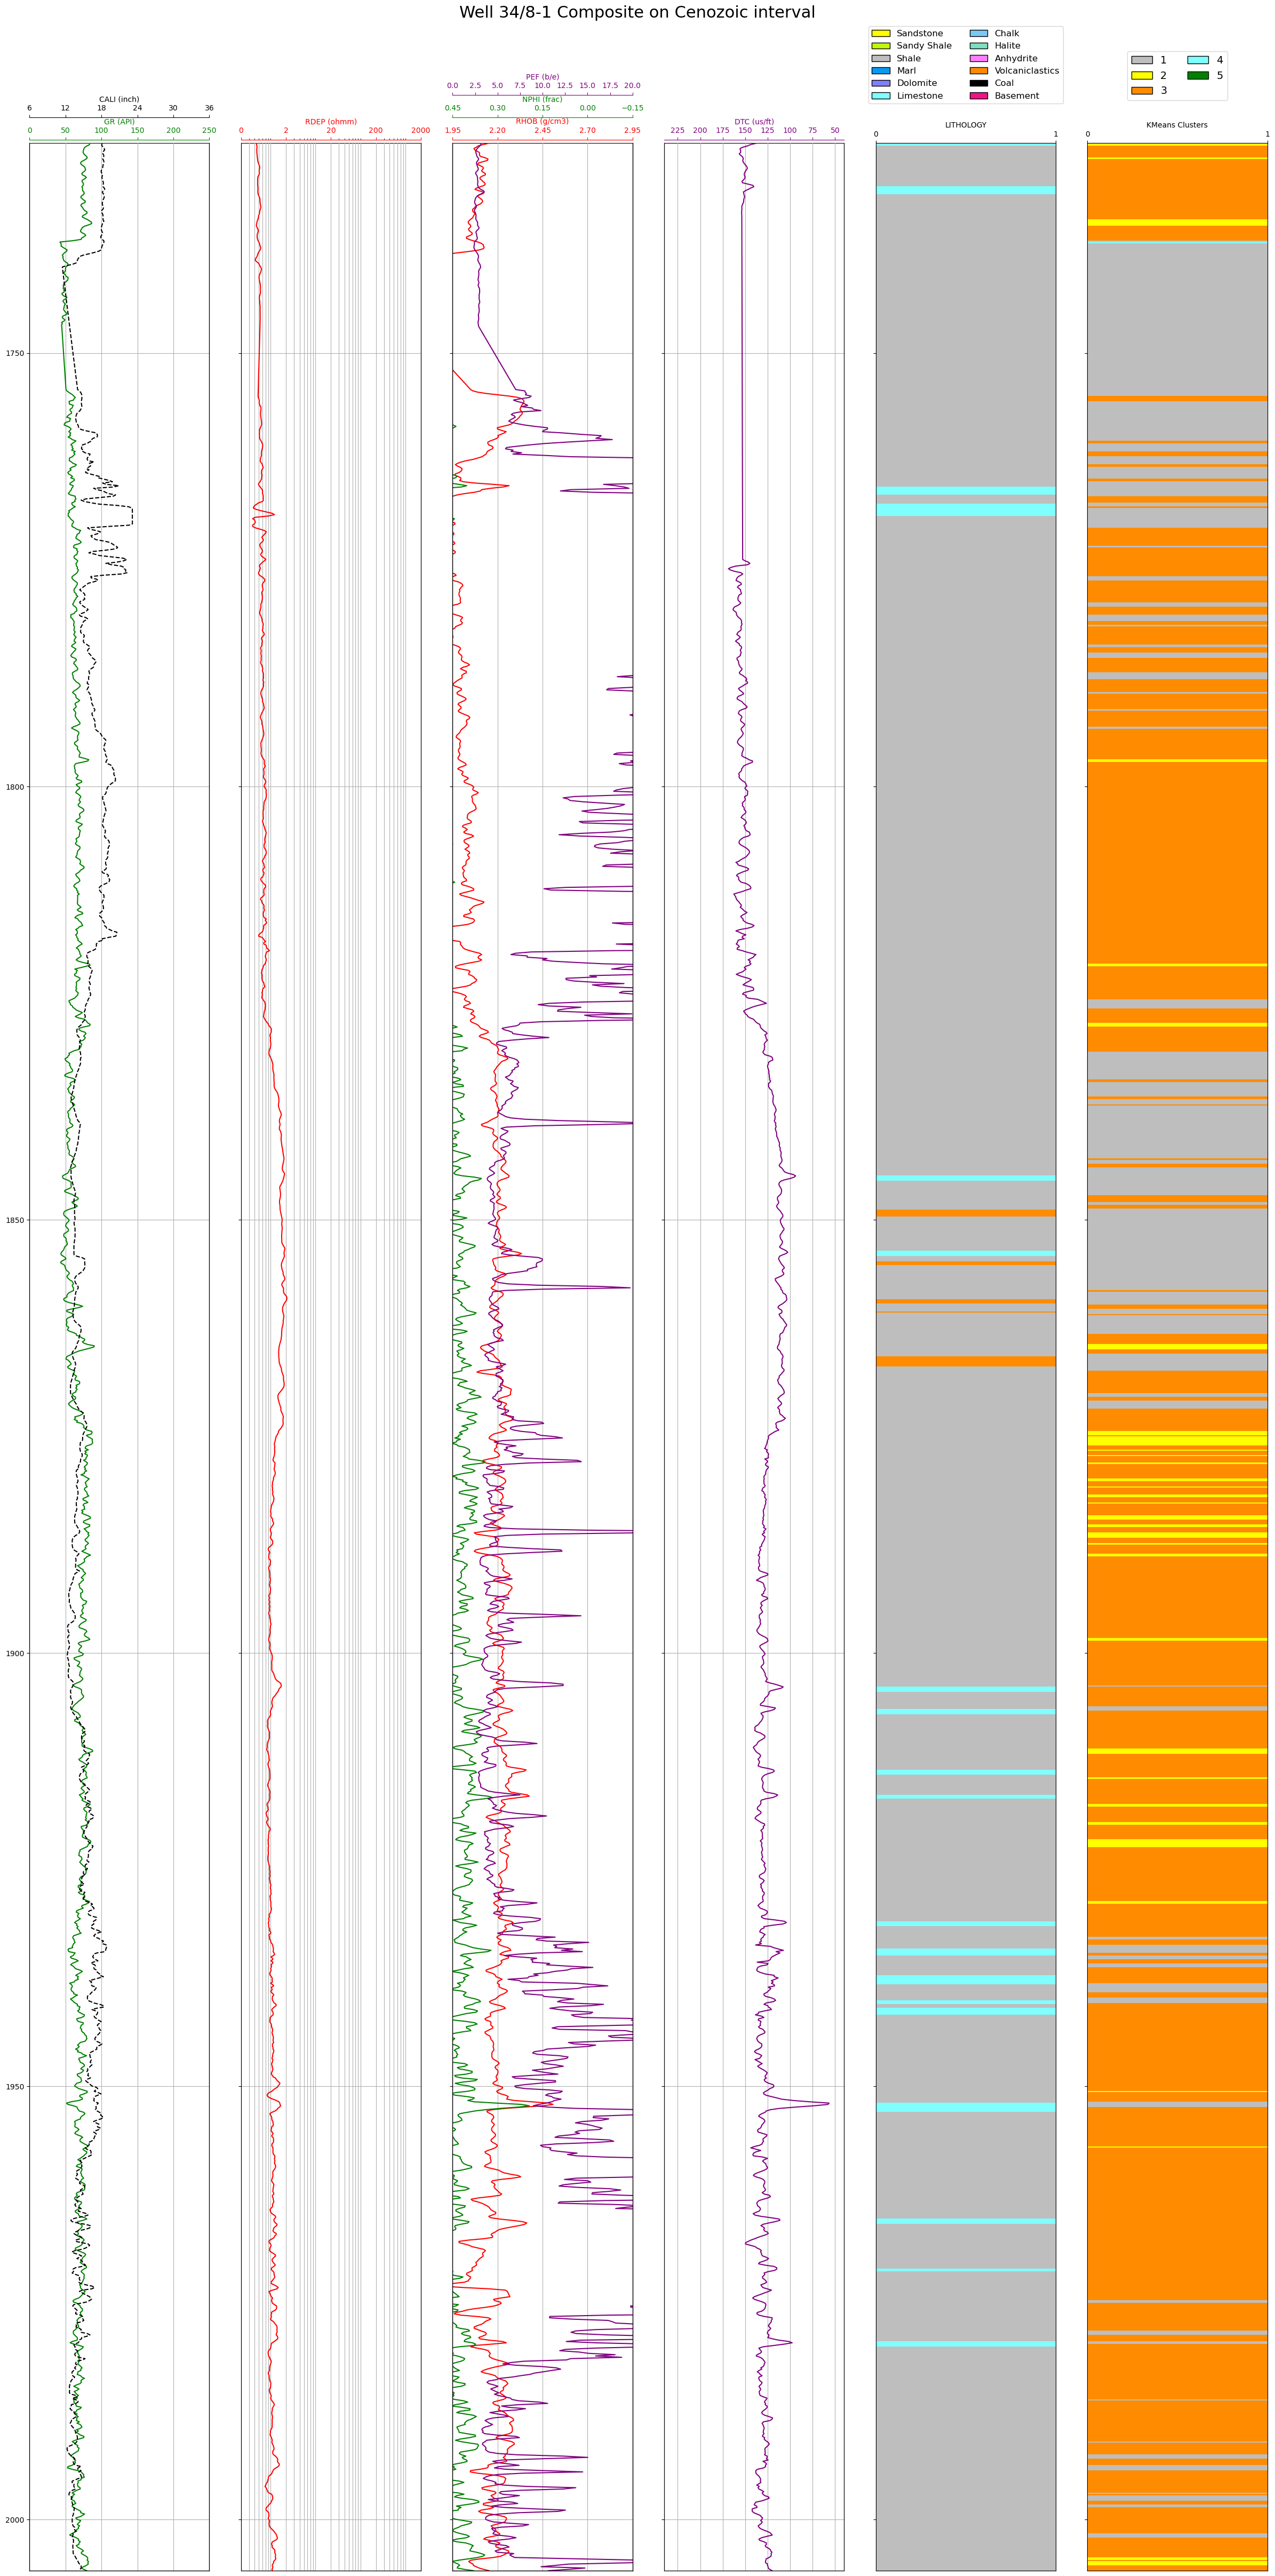 Well 34/8-1 Composite on Cenozoic interval
Sandstone
Sandy Shale
Shale
Marl
Dolomite
Limestone
Chalk
Halite
Anhydrite
Volcaniclastics
Coal
Basement
1
2
3
4
5
CALI (inch)
6 12 18 24 30 36
GR (API)
0 50 100 150 200 250
RDEP (ohmm)
0 2 20 200 2000
PEF (b/e)
0.0 2.5 5.0 7.5 10.0 12.5 15.0 17.5 20.0
NPHI (frac)
0.45 0.30 0.15 0.00 −0.15
RHOB (g/cm3)
1.95 2.20 2.45 2.70 2.95
DTC (us/ft)
225 200 175 150 125 100 75 50
LITHOLOGY
0 1
KMeans Clusters
0 1
1750
1800
1850
1900
1950
2000